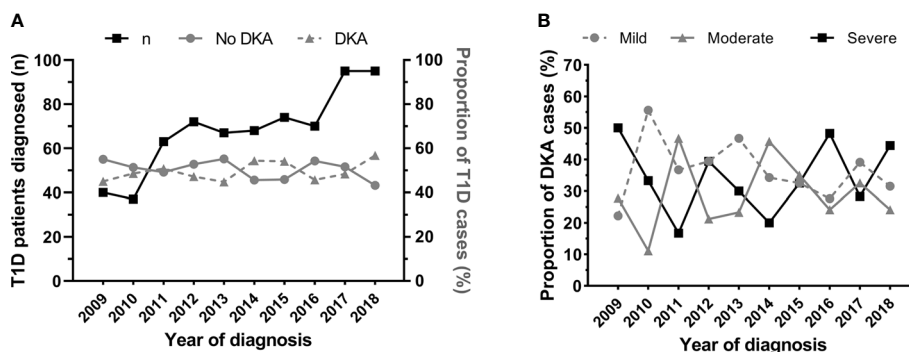 A
n No DKA DKA
T1D patients diagnosed (n)
100
80
60
40
20
0
100
80
60
40
20
0
Proportion of T1D cases (%)
2009 2010 2011 2012 2013 2014 2015 2016 2017 2018
Year of diagnosis
B
Mild Moderate Severe
Proportion of DKA cases (%)
70
60
50
40
30
20
10
0
2009 2010 2011 2012 2013 2014 2015 2016 2017 2018
Year of diagnosis